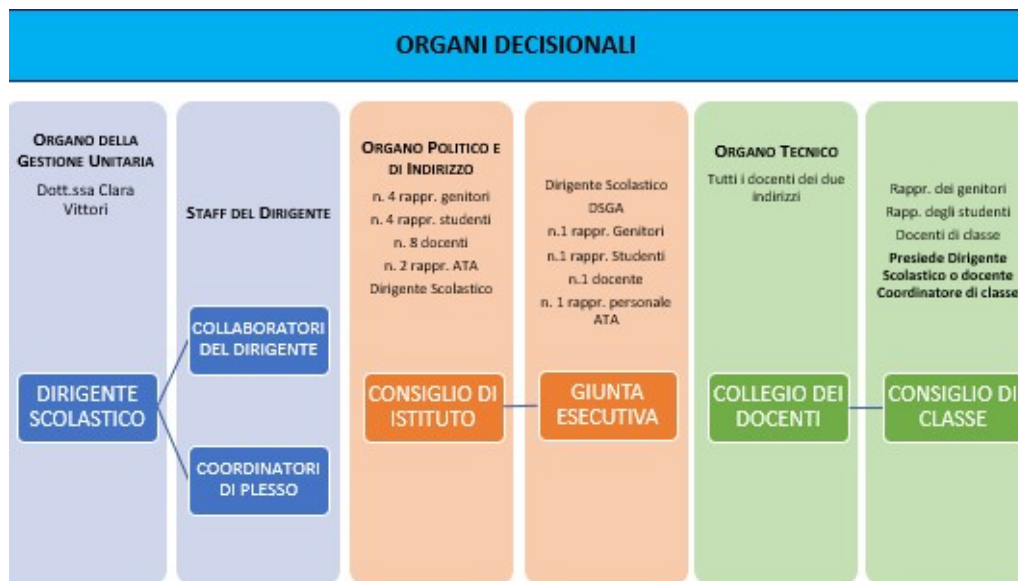 ORGANI DECISIONALI
ORGANO DELLA
GESTIONE UNITARIA
Dott.ssa Clara
Vittori
DIRIGENTE
SCOLASTICO
STAFF DEL DIRIGENTE
COLLABORATORI
DEL DIRIGENTE
COORDINATORI
DI PLESSO
ORGANO POLITICO E
DI INDIRIZZO
n. 4 rappr. genitori
n. 4 rappr. studenti
n. 8 docenti
n. 2 rappr. ATA
Dirigente Scolastico
CONSIGLIO DI
ISTITUTO
Dirigente Scolastico
DSGA
n.1 rappr. Genitori
n.1 rappr. Studenti
n.1 docente
n. 1 rappr. personale
ATA
GIUNTA
ESECUTIVA
ORGANO TECNICO
Tutti i docenti dei due
indirizzi
COLLEGIO DEI
DOCENTI
Rappr. dei genitori
Rapp. degli studenti
Docenti di classe
Presiede Dirigente
Scolastico o docente
Coordinatore di classe
CONSIGLIO DI
CLASSE